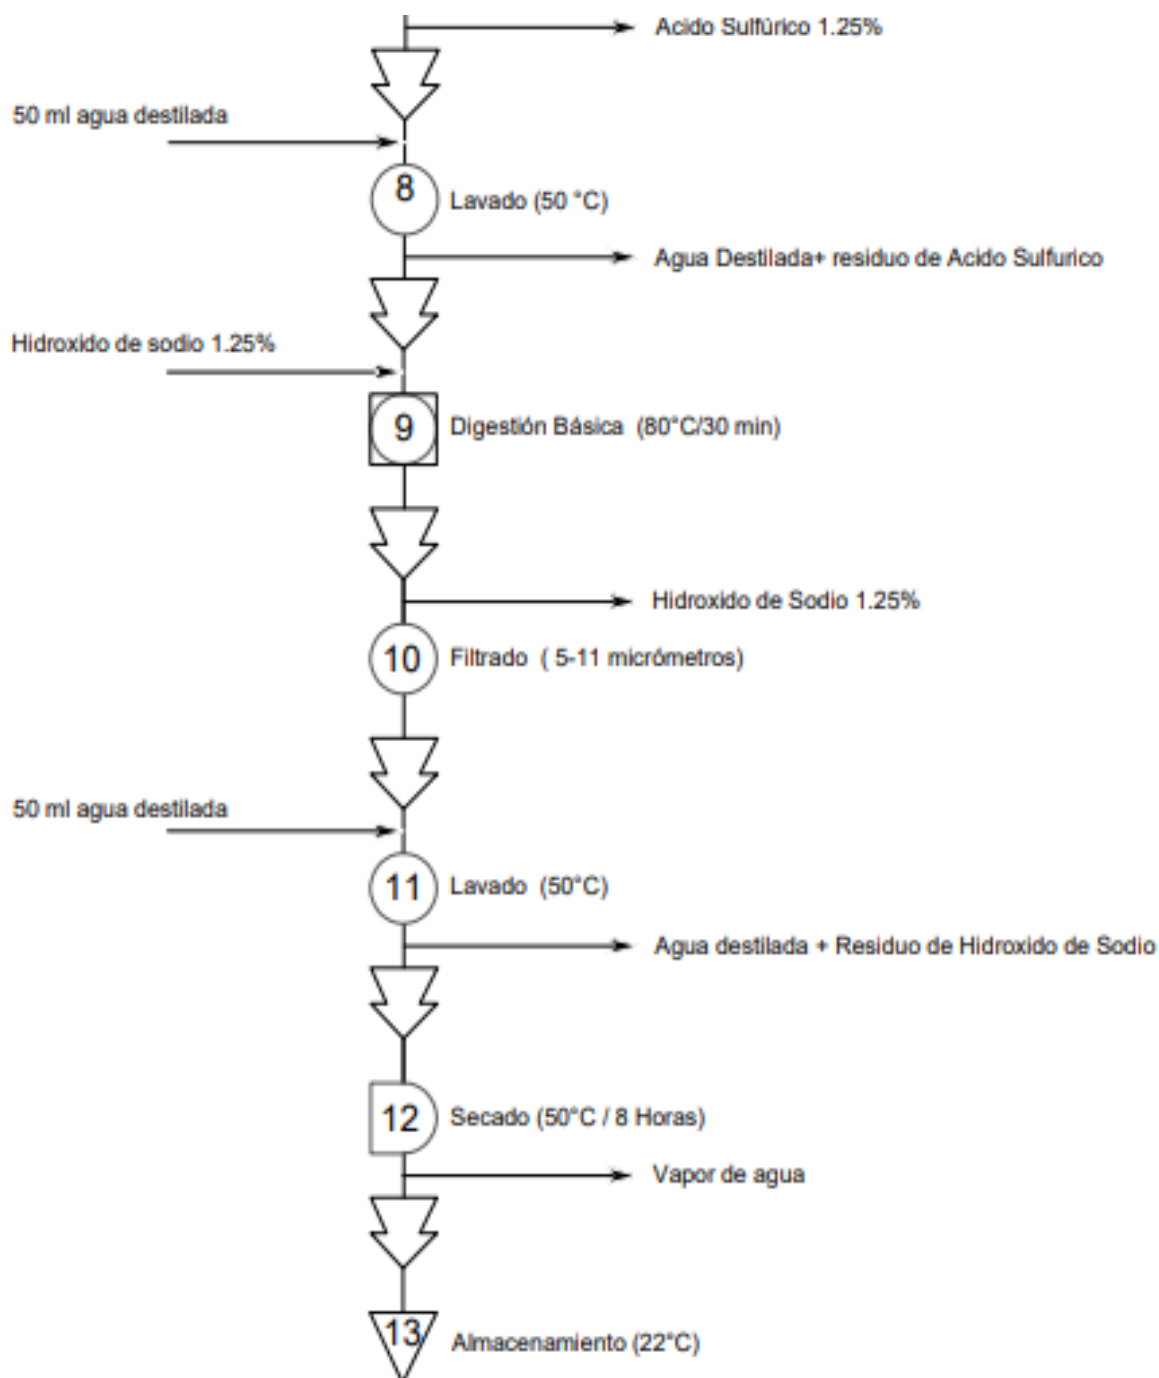 Acido Sulfúrico 1.25%
50 ml agua destilada
8
Lavado (50 °C)
Agua Destilada+ residuo de Acido Sulfurico
Hidroxido de sodio 1.25%
9
Digestión Básica (80°C/30 min)
Hidroxido de Sodio 1.25%
10
Filtrado ( 5-11 micrómetros)
50 ml agua destilada
11
Lavado (50°C)
Agua destilada + Residuo de Hidroxido de Sodio
12
Secado (50°C / 8 Horas)
Vapor de agua
13
Almacenamiento (22°C)